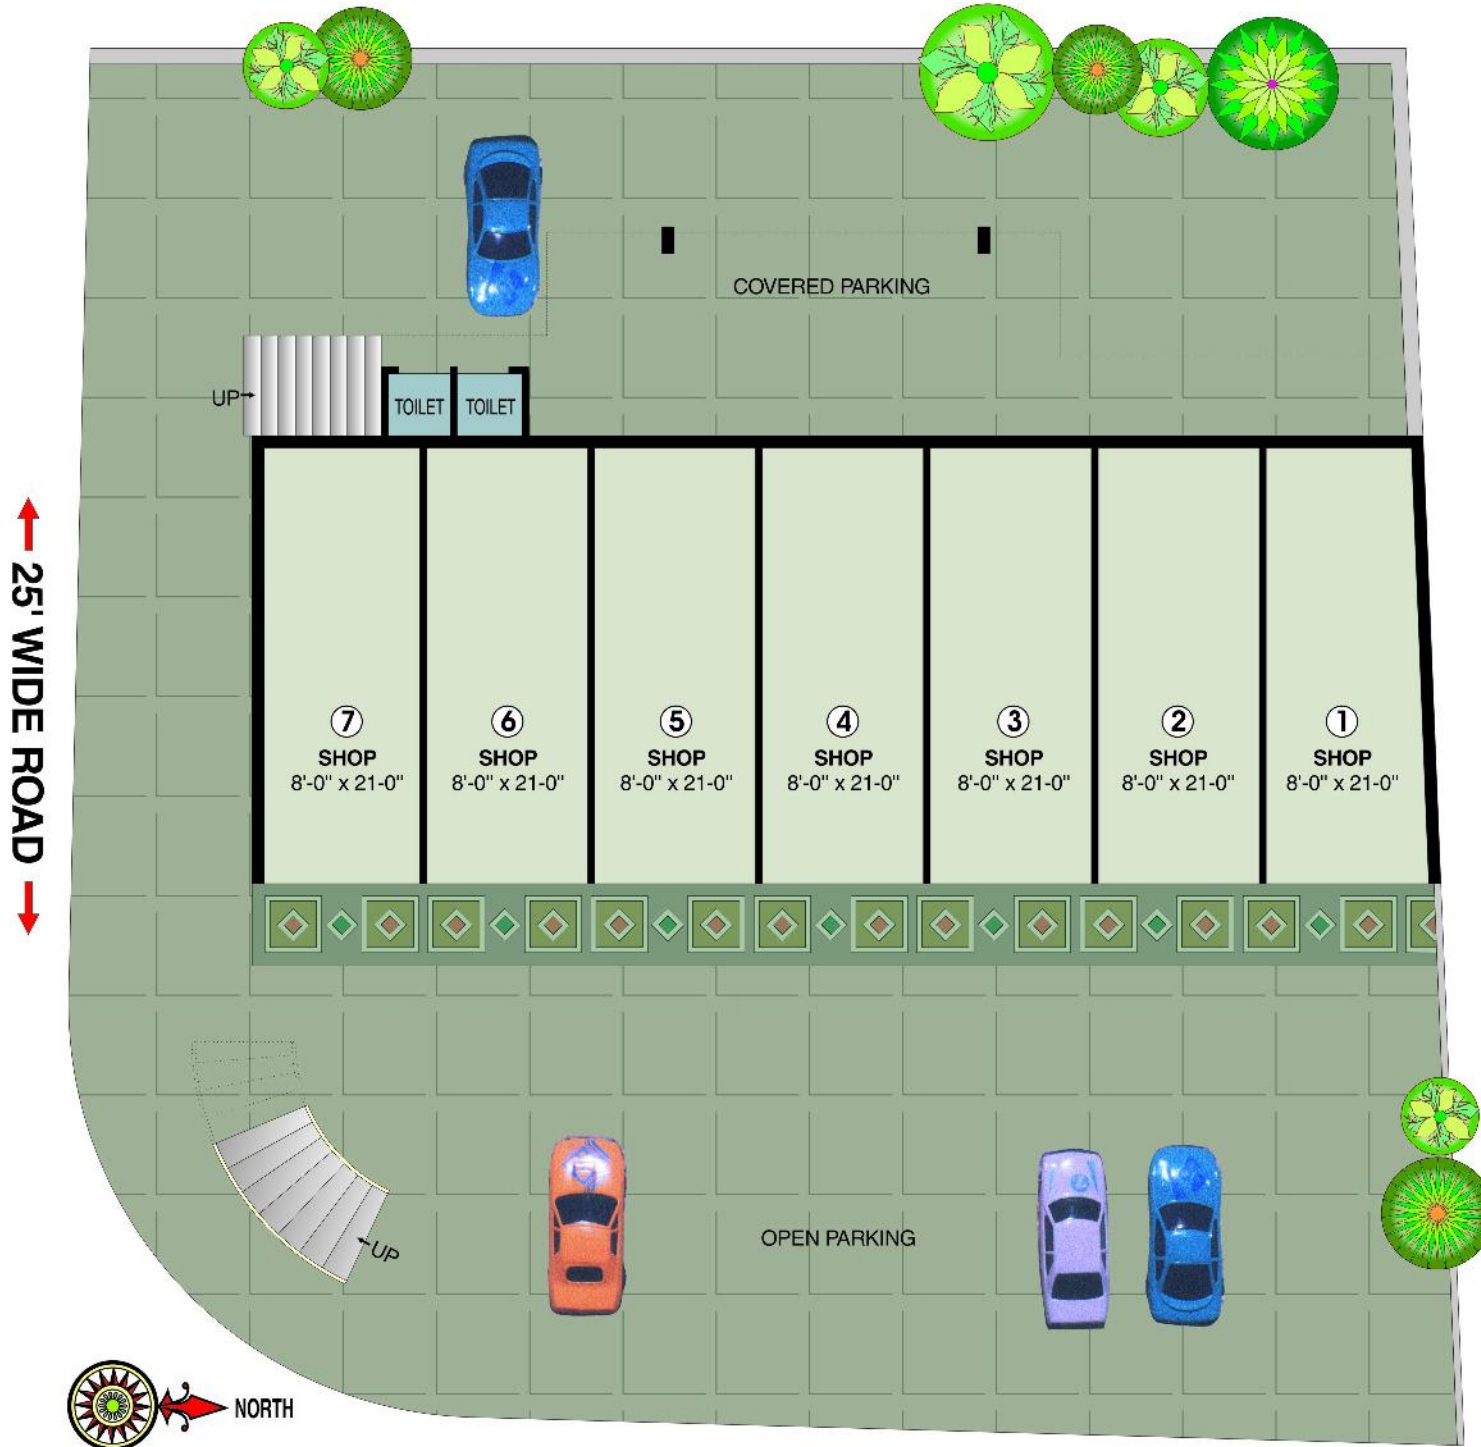 COVERED PARKING
UP
TOILET
TOILET
25' WIDE ROAD
7
SHOP
8'-0" x 21-0"
6
SHOP
8'-0" x 21-0"
5
SHOP
8'-0" x 21-0"
4
SHOP
8'-0" x 21-0"
3
SHOP
8'-0" x 21-0"
2
SHOP
8'-0" x 21-0"
1
SHOP
8'-0" x 21-0"
OPEN PARKING
UP
NORTH